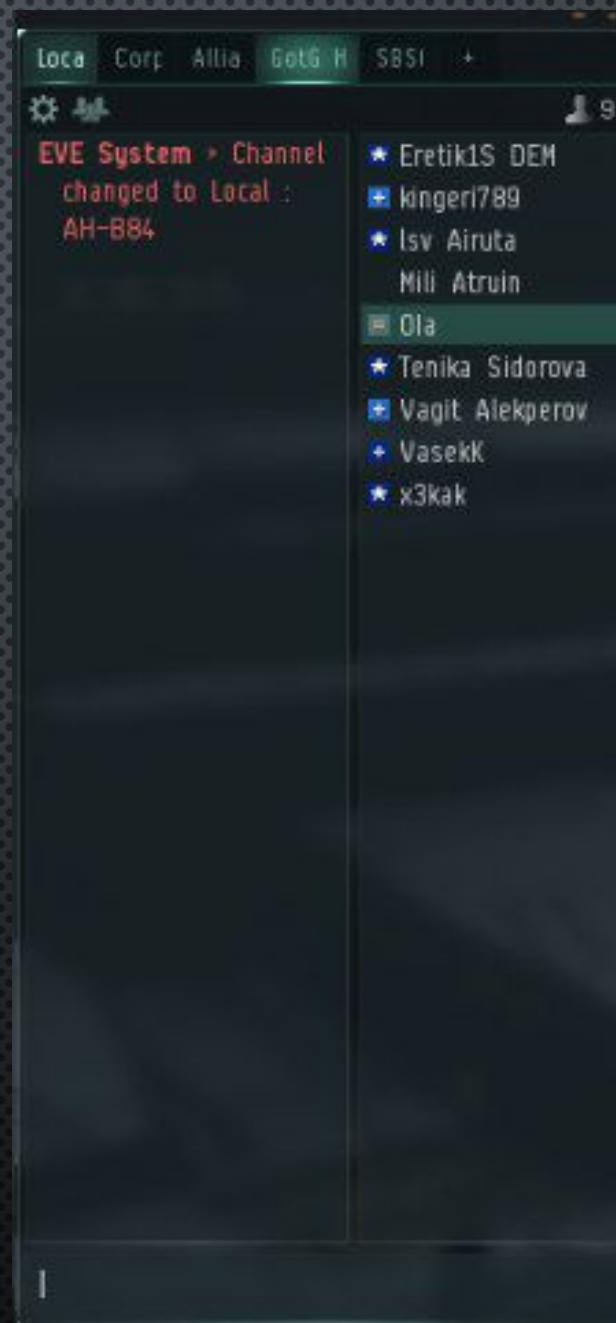 Loca Corp Allia GotG H SBS( +
9
EVE System > Channel
changed to Local :
AH-B84
Eretik1S DEM
kingeri789
Isv Airuta
Mili Atruin
Ola
Tenika Sidorova
Vagit Alekperov
VasekK
x3kak